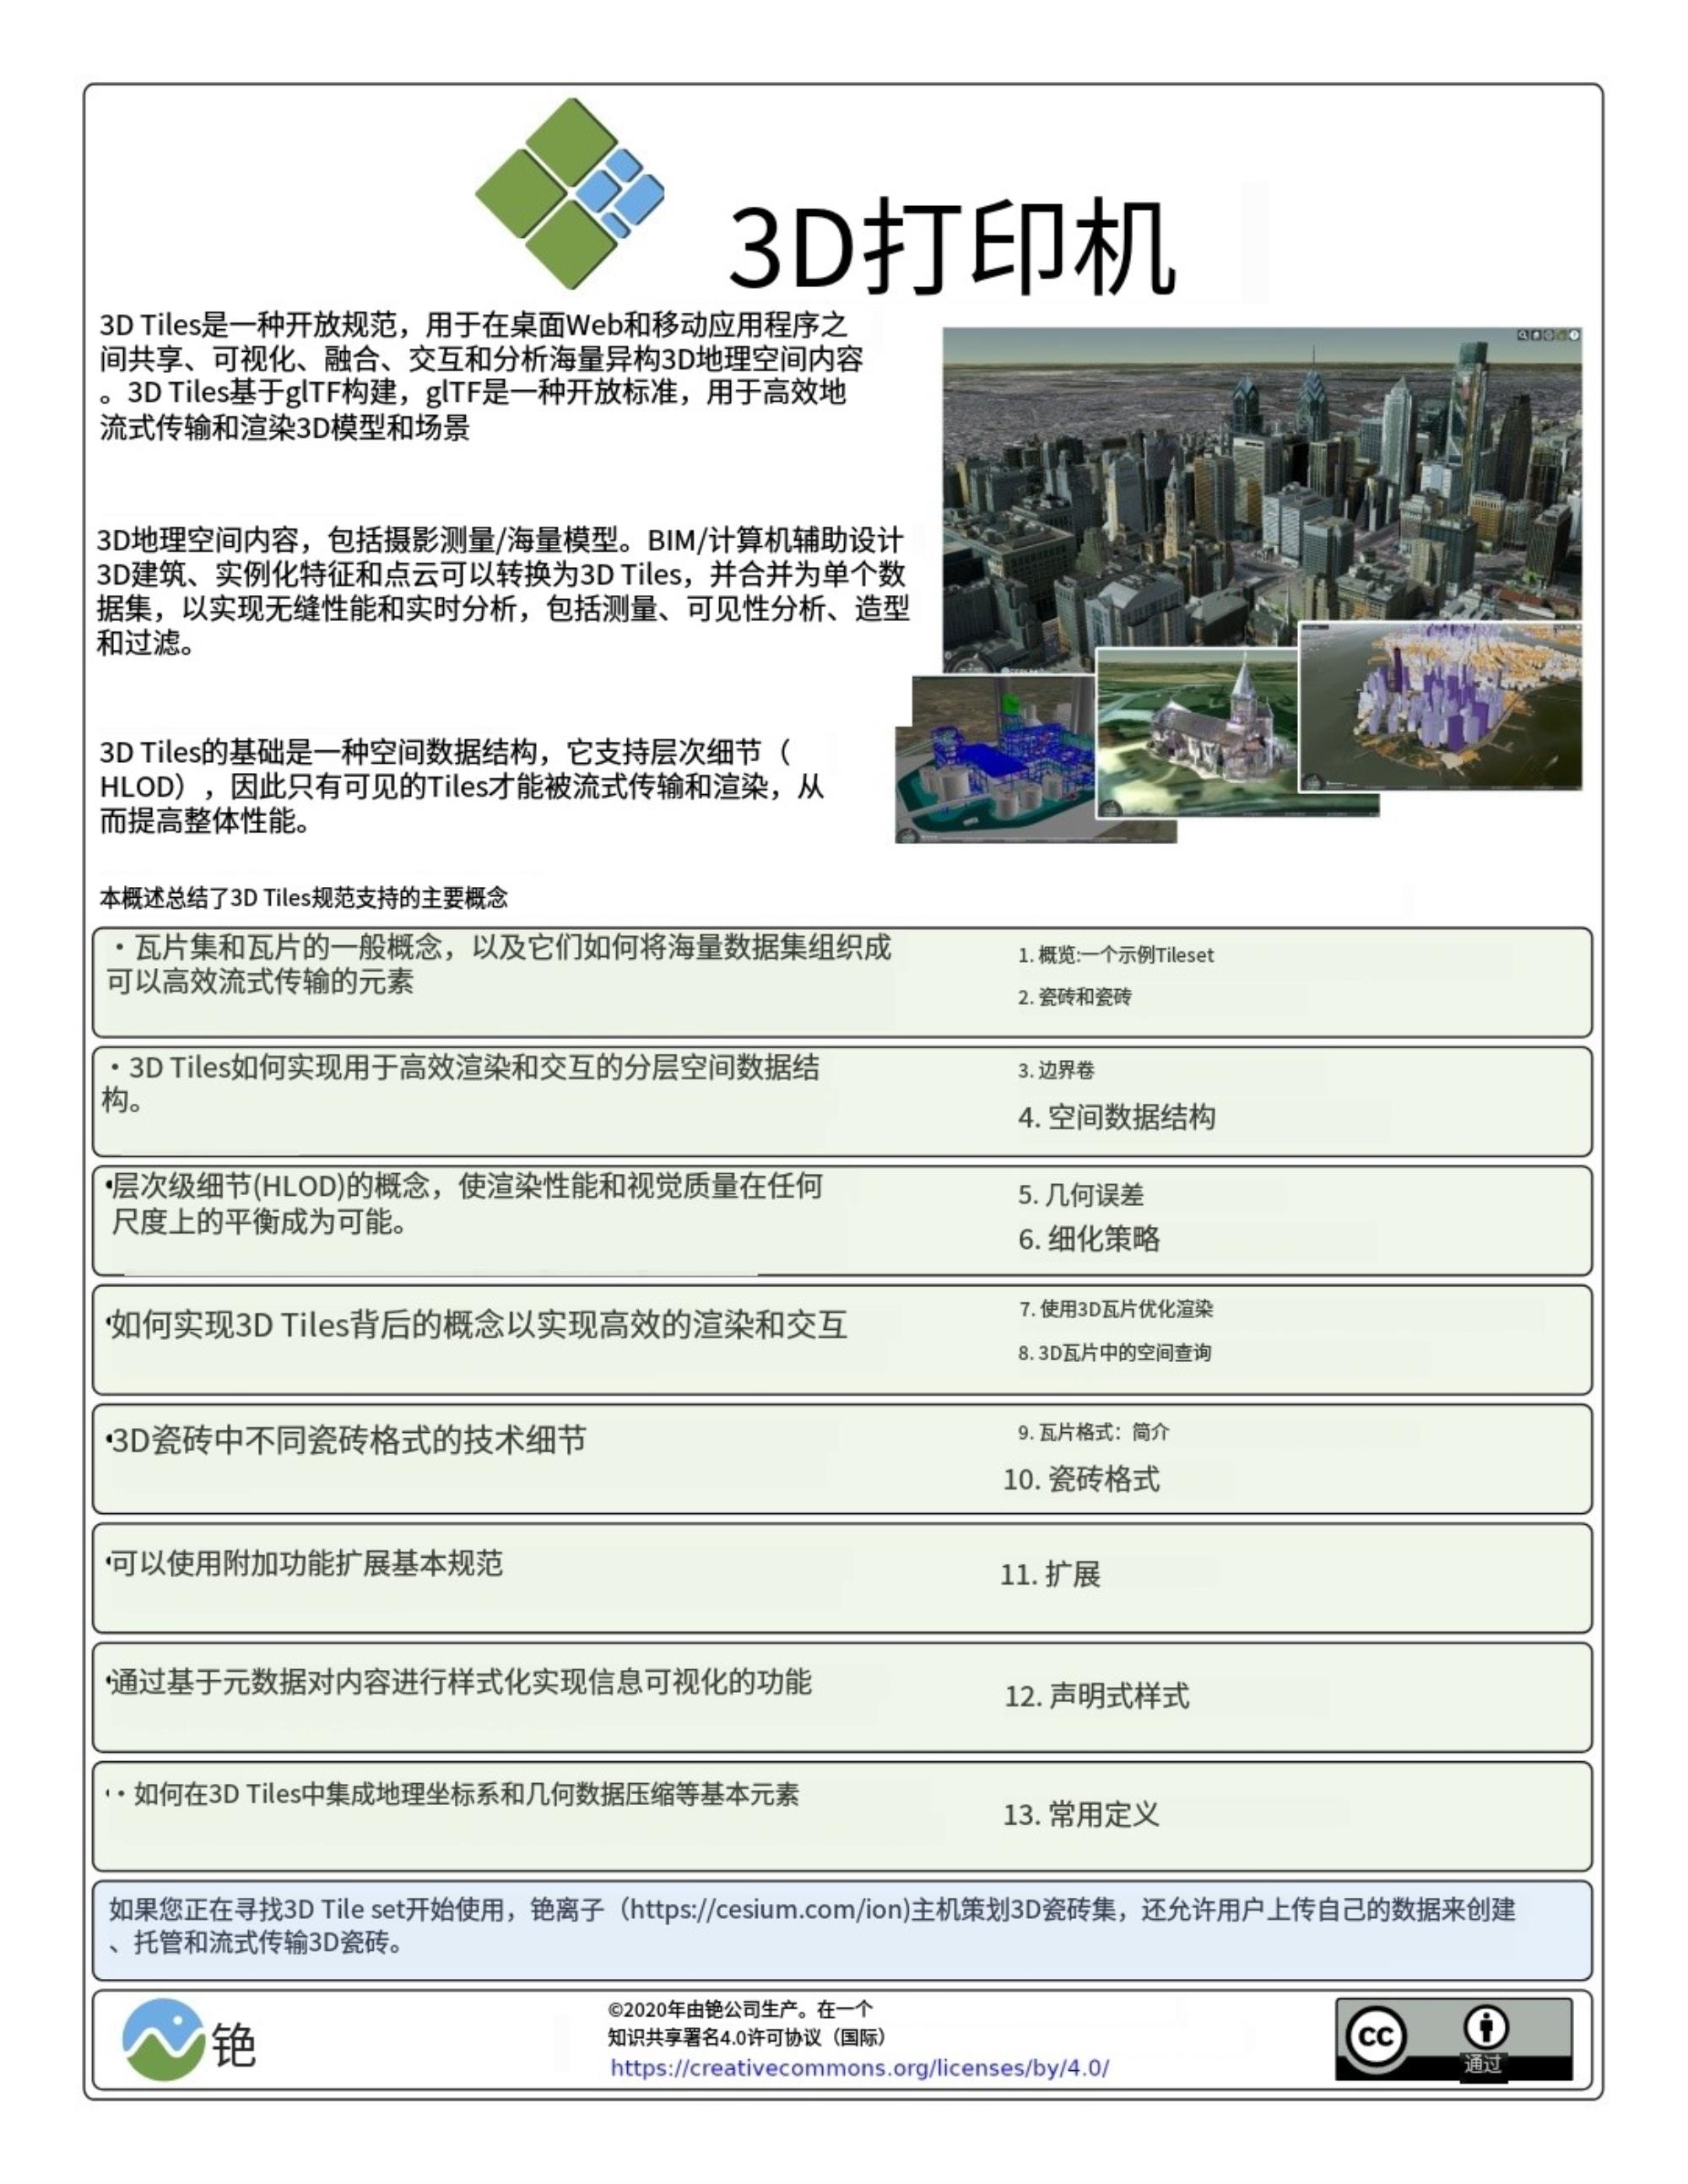 3D打印机
3D Tiles是一种开放规范，用于在桌面Web和移动应用程序之
间共享、可视化、融合、交互和分析海量异构3D地理空间内容
。3D Tiles基于glTF构建，glTF是一种开放标准，用于高效地
流式传输和渲染3D模型和场景
3D地理空间内容，包括摄影测量/海量模型。BIM/计算机辅助设计
3D建筑、实例化特征和点云可以转换为3D Tiles，并合并为单个数
据集，以实现无缝性能和实时分析，包括测量、可见性分析、造型
和过滤。
3D Tiles的基础是一种空间数据结构，它支持层次细节（
HLOD），因此只有可见的Tiles才能被流式传输和渲染，从
而提高整体性能。
本概述总结了3D Tiles规范支持的主要概念
・瓦片集和瓦片的一般概念，以及它们如何将海量数据集组织成
可以高效流式传输的元素
1. 概览:一个示例Tileset
2. 瓷砖和瓷砖
・3D Tiles如何实现用于高效渲染和交互的分层空间数据结
构。
3. 边界卷
4. 空间数据结构
•层次级细节(HLOD)的概念，使渲染性能和视觉质量在任何
尺度上的平衡成为可能。
5. 几何误差
6. 细化策略
•如何实现3D Tiles背后的概念以实现高效的渲染和交互
7. 使用3D瓦片优化渲染
8. 3D瓦片中的空间查询
•3D瓷砖中不同瓷砖格式的技术细节
9. 瓦片格式：简介
10. 瓷砖格式
•可以使用附加功能扩展基本规范
11. 扩展
•通过基于元数据对内容进行样式化实现信息可视化的功能
12. 声明式样式
・・如何在3D Tiles中集成地理坐标系和几何数据压缩等基本元素
13. 常用定义
如果您正在寻找3D Tile set开始使用，铯离子（https://cesium.com/ion)主机策划3D瓷砖集，还允许用户上传自己的数据来创建
、托管和流式传输3D瓷砖。
铯
©2020年由铯公司生产。在一个
知识共享署名4.0许可协议（国际）
https://creativecommons.org/licenses/by/4.0/
cc
通过